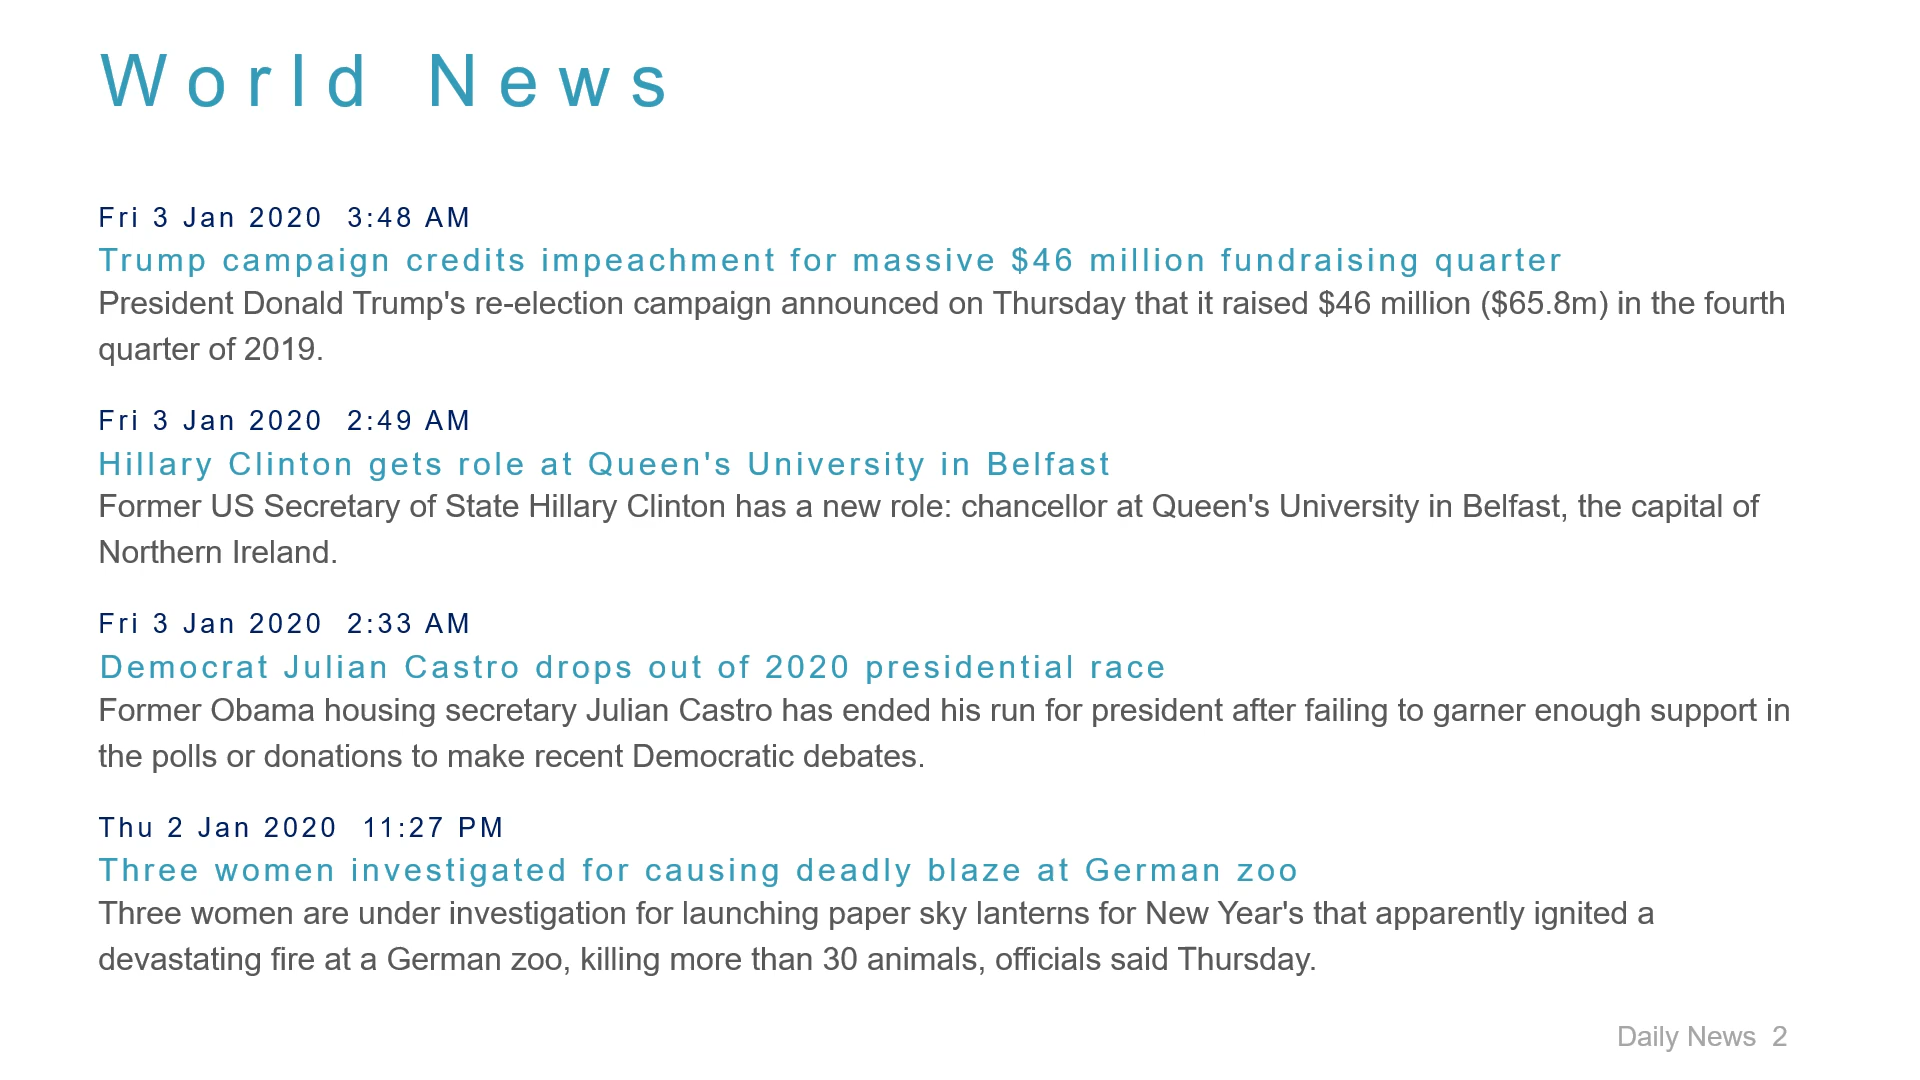 World News
Fri 3 Jan 2020  3:48 AM
Trump campaign credits impeachment for massive $46 million fundraising quarter
President Donald Trump's re-election campaign announced on Thursday that it raised $46 million ($65.8m) in the fourth
quarter of 2019.
Fri 3 Jan 2020  2:49 AM
Hillary Clinton gets role at Queen's University in Belfast
Former US Secretary of State Hillary Clinton has a new role: chancellor at Queen's University in Belfast, the capital of
Northern Ireland.
Fri 3 Jan 2020  2:33 AM
Democrat Julian Castro drops out of 2020 presidential race
Former Obama housing secretary Julian Castro has ended his run for president after failing to garner enough support in
the polls or donations to make recent Democratic debates.
Thu 2 Jan 2020  11:27 PM
Three women investigated for causing deadly blaze at German zoo
Three women are under investigation for launching paper sky lanterns for New Year's that apparently ignited a
devastating fire at a German zoo, killing more than 30 animals, officials said Thursday.
Daily News  2